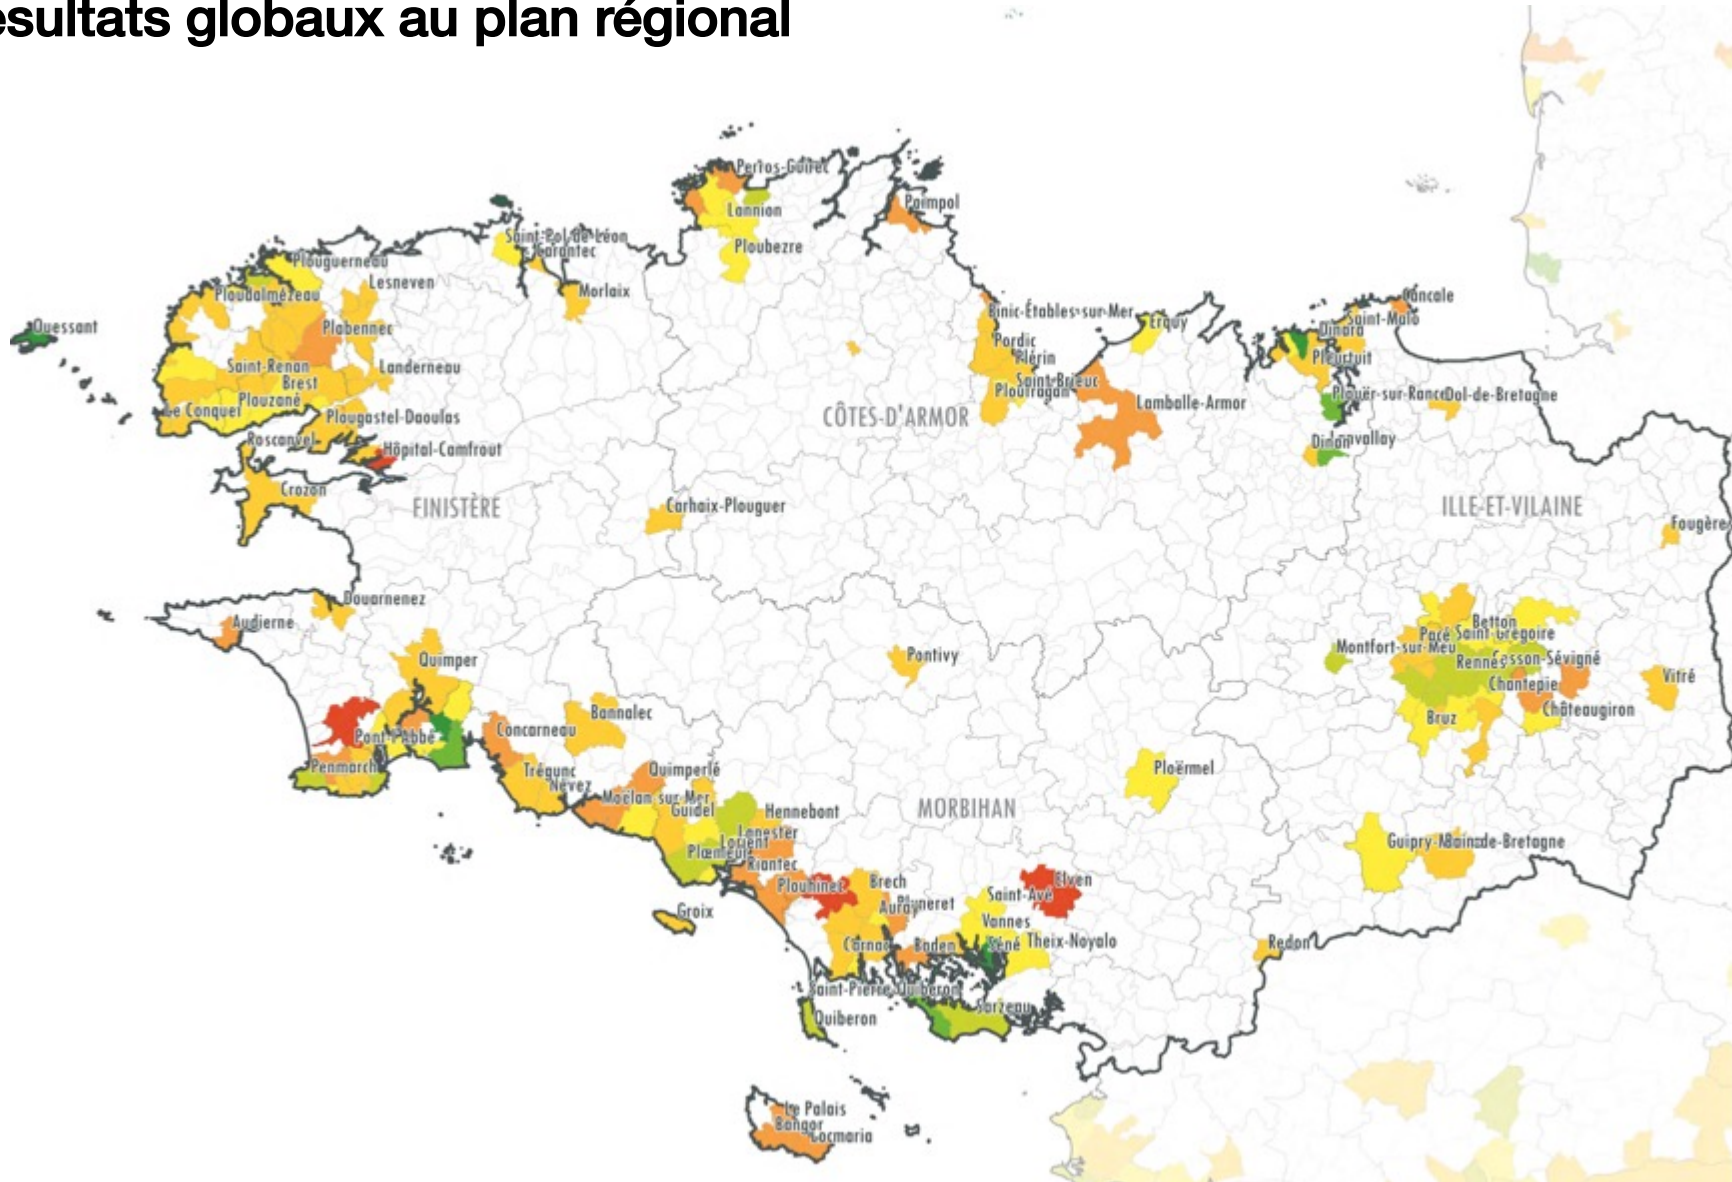 ésultats globaux au plan régional
Perros-Guirec
Paimpol
Lannion
Saint-Pol-de-Léon
Carantec
Ploubezre
Plouguerneau
Lesneven
Ploudalmézeau
Morlaix
Cancale
Binic-Étables-sur-Mer
Erquy
Saint-Malo
Dinard
Ouessant
Plabennec
Pordic
Plérin
Pleurtuit
Saint-Renan
Landerneau
Brest
Saint-Brieuc
Ploufragan
Plouër-sur-Rance
Dol-de-Bretagne
Plouzané
Lamballe-Armor
Le Conquet
Plougastel-Daoulas
CÔTES-D'ARMOR
Roscanvel
Hôpital-Camfrout
Dinan
Lanvallay
Crozon
FINISTÈRE
Carhaix-Plouguer
ILLE-ET-VILAINE
Fougère
Douarnenez
Audierne
Betton
Pacé
Saint-Grégoire
Quimper
Pontivy
Montfort-sur-Meu
Rennes
Cesson-Sévigné
Vitré
Chantepie
Bannalec
Châteaugiron
Bruz
Concarneau
Pont-l'Abbé
Penmarch
Trégunc
Quimperlé
Ploërmel
Névez
Moëlan-sur-Mer
Guidel
Hennebont
MORBIHAN
Lanester
Lorient
Guipry-M
Bain-de-Bretagne
Plœmeur
Riantec
Plouhinec
Brech
Elven
Saint-Avé
Auray
Pluneret
Groix
Vannes
Carnac
Baden
Séné
Theix-Noyalo
Redon
Saint-Pierre-Quiberon
Sarzeau
Quiberon
Le Palais
Bangor
Locmaria